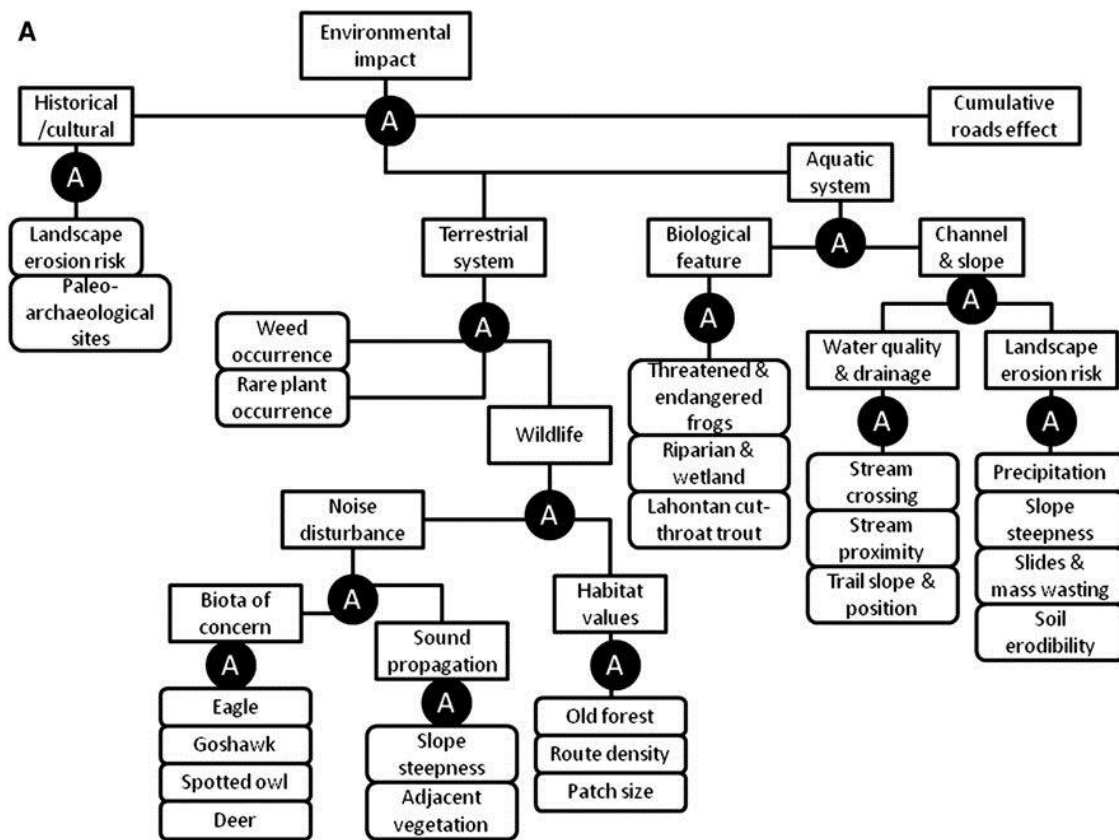 A
Environmental
impact
Historical
/cultural
A
Cumulative
roads effect
A
Aquatic
system
Landscape
erosion risk
Paleo-
archaeological
sites
Terrestrial
system
Biological
feature
A
Channel
& slope
A
A
A
Weed
occurrence
Rare plant
occurrence
Water quality
& drainage
Landscape
erosion risk
Threatened &
endangered
frogs
Riparian &
wetland
Lahontan cut-
throat trout
A
A
Wildlife
Stream
crossing
Stream
proximity
Trail slope &
position
Precipitation
Slope
steepness
Slides &
mass wasting
Soil
erodibility
A
Noise
disturbance
A
Habitat
values
Biota of
concern
Sound
propagation
A
A
A
Eagle
Goshawk
Spotted owl
Deer
Slope
steepness
Adjacent
vegetation
Old forest
Route density
Patch size